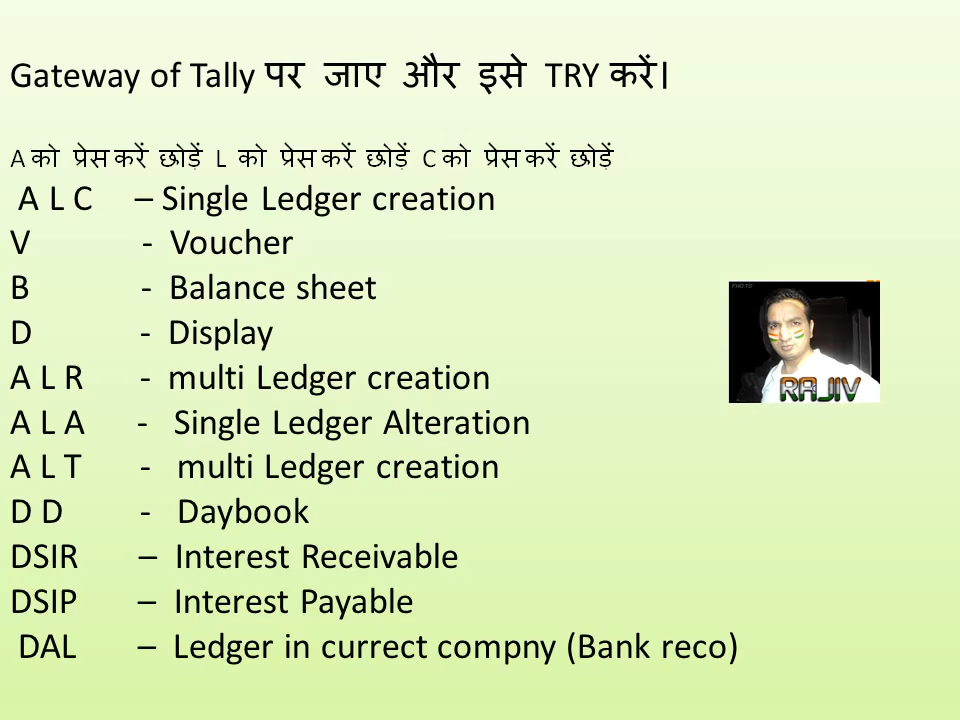 Gateway of Tally पर जाए और इसे TRY करें।
A को प्रेस करें छोड़ें L को प्रेस करें छोड़ें C को प्रेस करें छोड़ें
A L C – Single Ledger creation
V - Voucher
B - Balance sheet
D - Display
A L R - multi Ledger creation
A L A - Single Ledger Alteration
A L T - multi Ledger creation
D D - Daybook
DSIR – Interest Receivable
DSIP – Interest Payable
DAL – Ledger in currect compny (Bank reco)
RAJIV